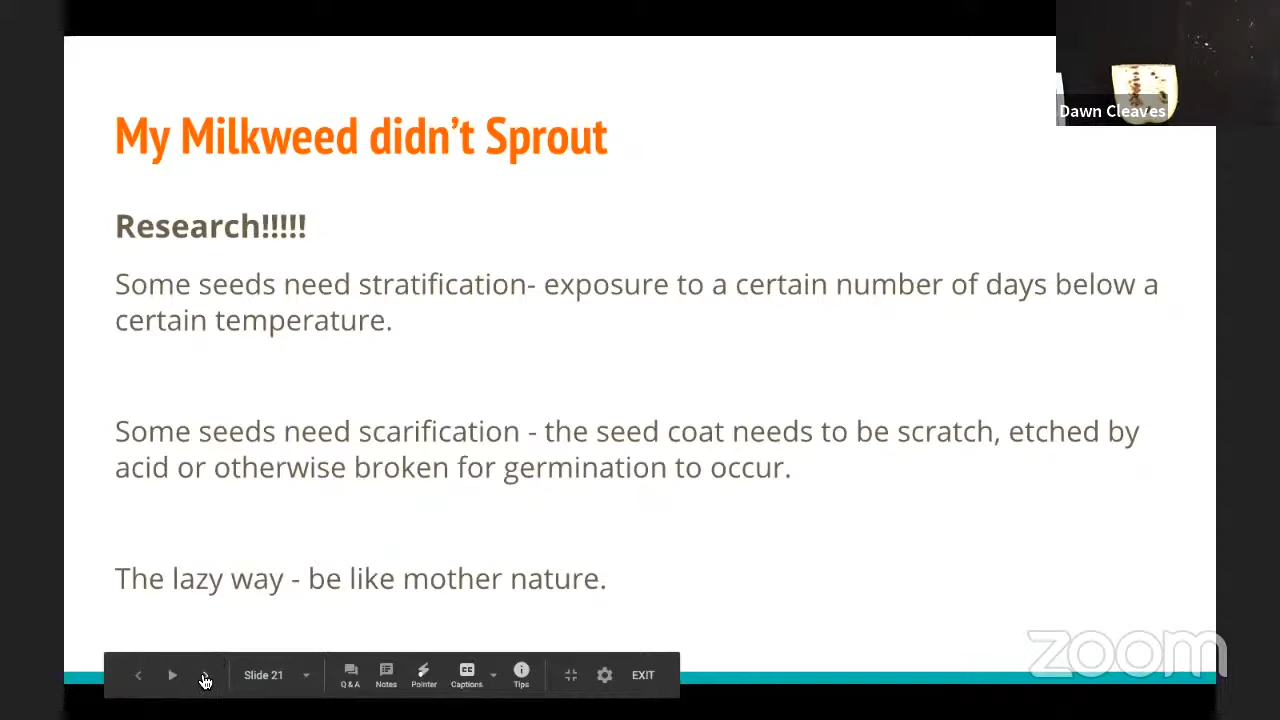 Dawn Cleaves
My Milkweed didn't Sprout
Research!!!!!
Some seeds need stratification- exposure to a certain number of days below a
certain temperature.
Some seeds need scarification - the seed coat needs to be scratch, etched by
acid or otherwise broken for germination to occur.
The lazy way - be like mother nature.
zoom
Slide 21
Q & A
Notes
Pointer
CC
Captions
Tips
EXIT